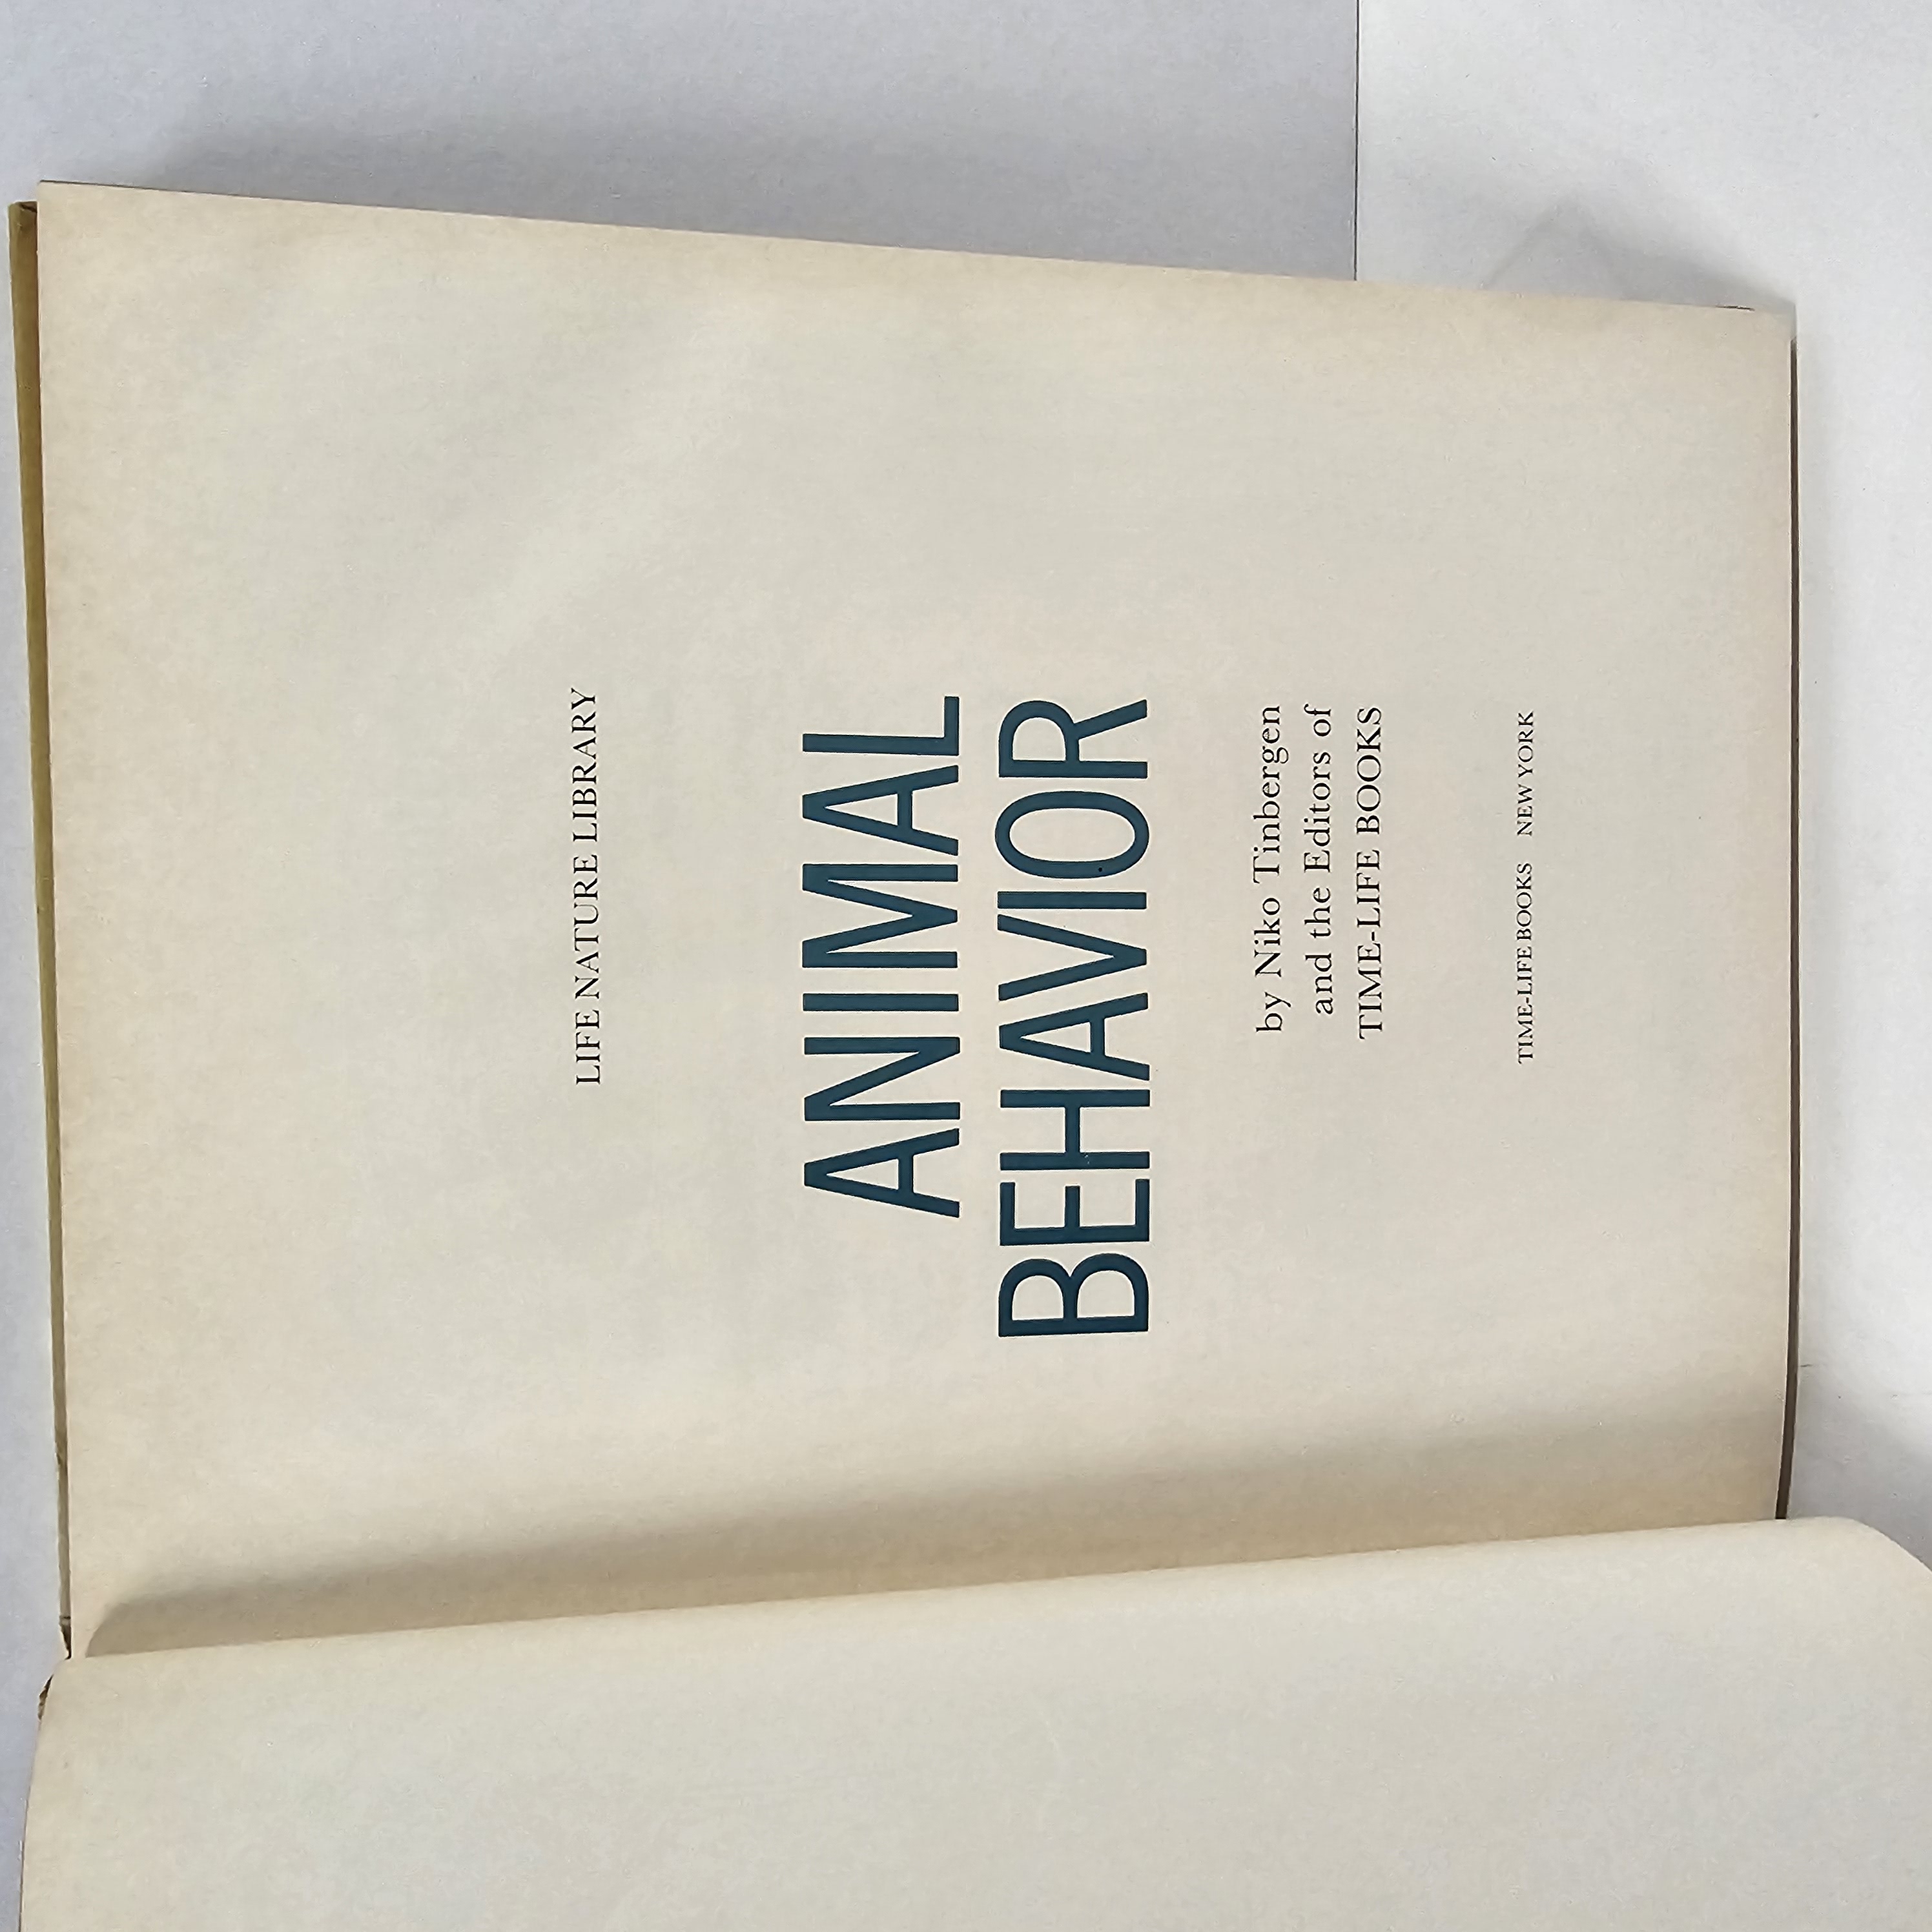 LIFE NATURE LIBRARY
ANIMAL
BEHAVIOR
by Niko Tinbergen
and the Editors of
TIME-LIFE BOOKS
TIME-LIFE BOOKS NEW YORK